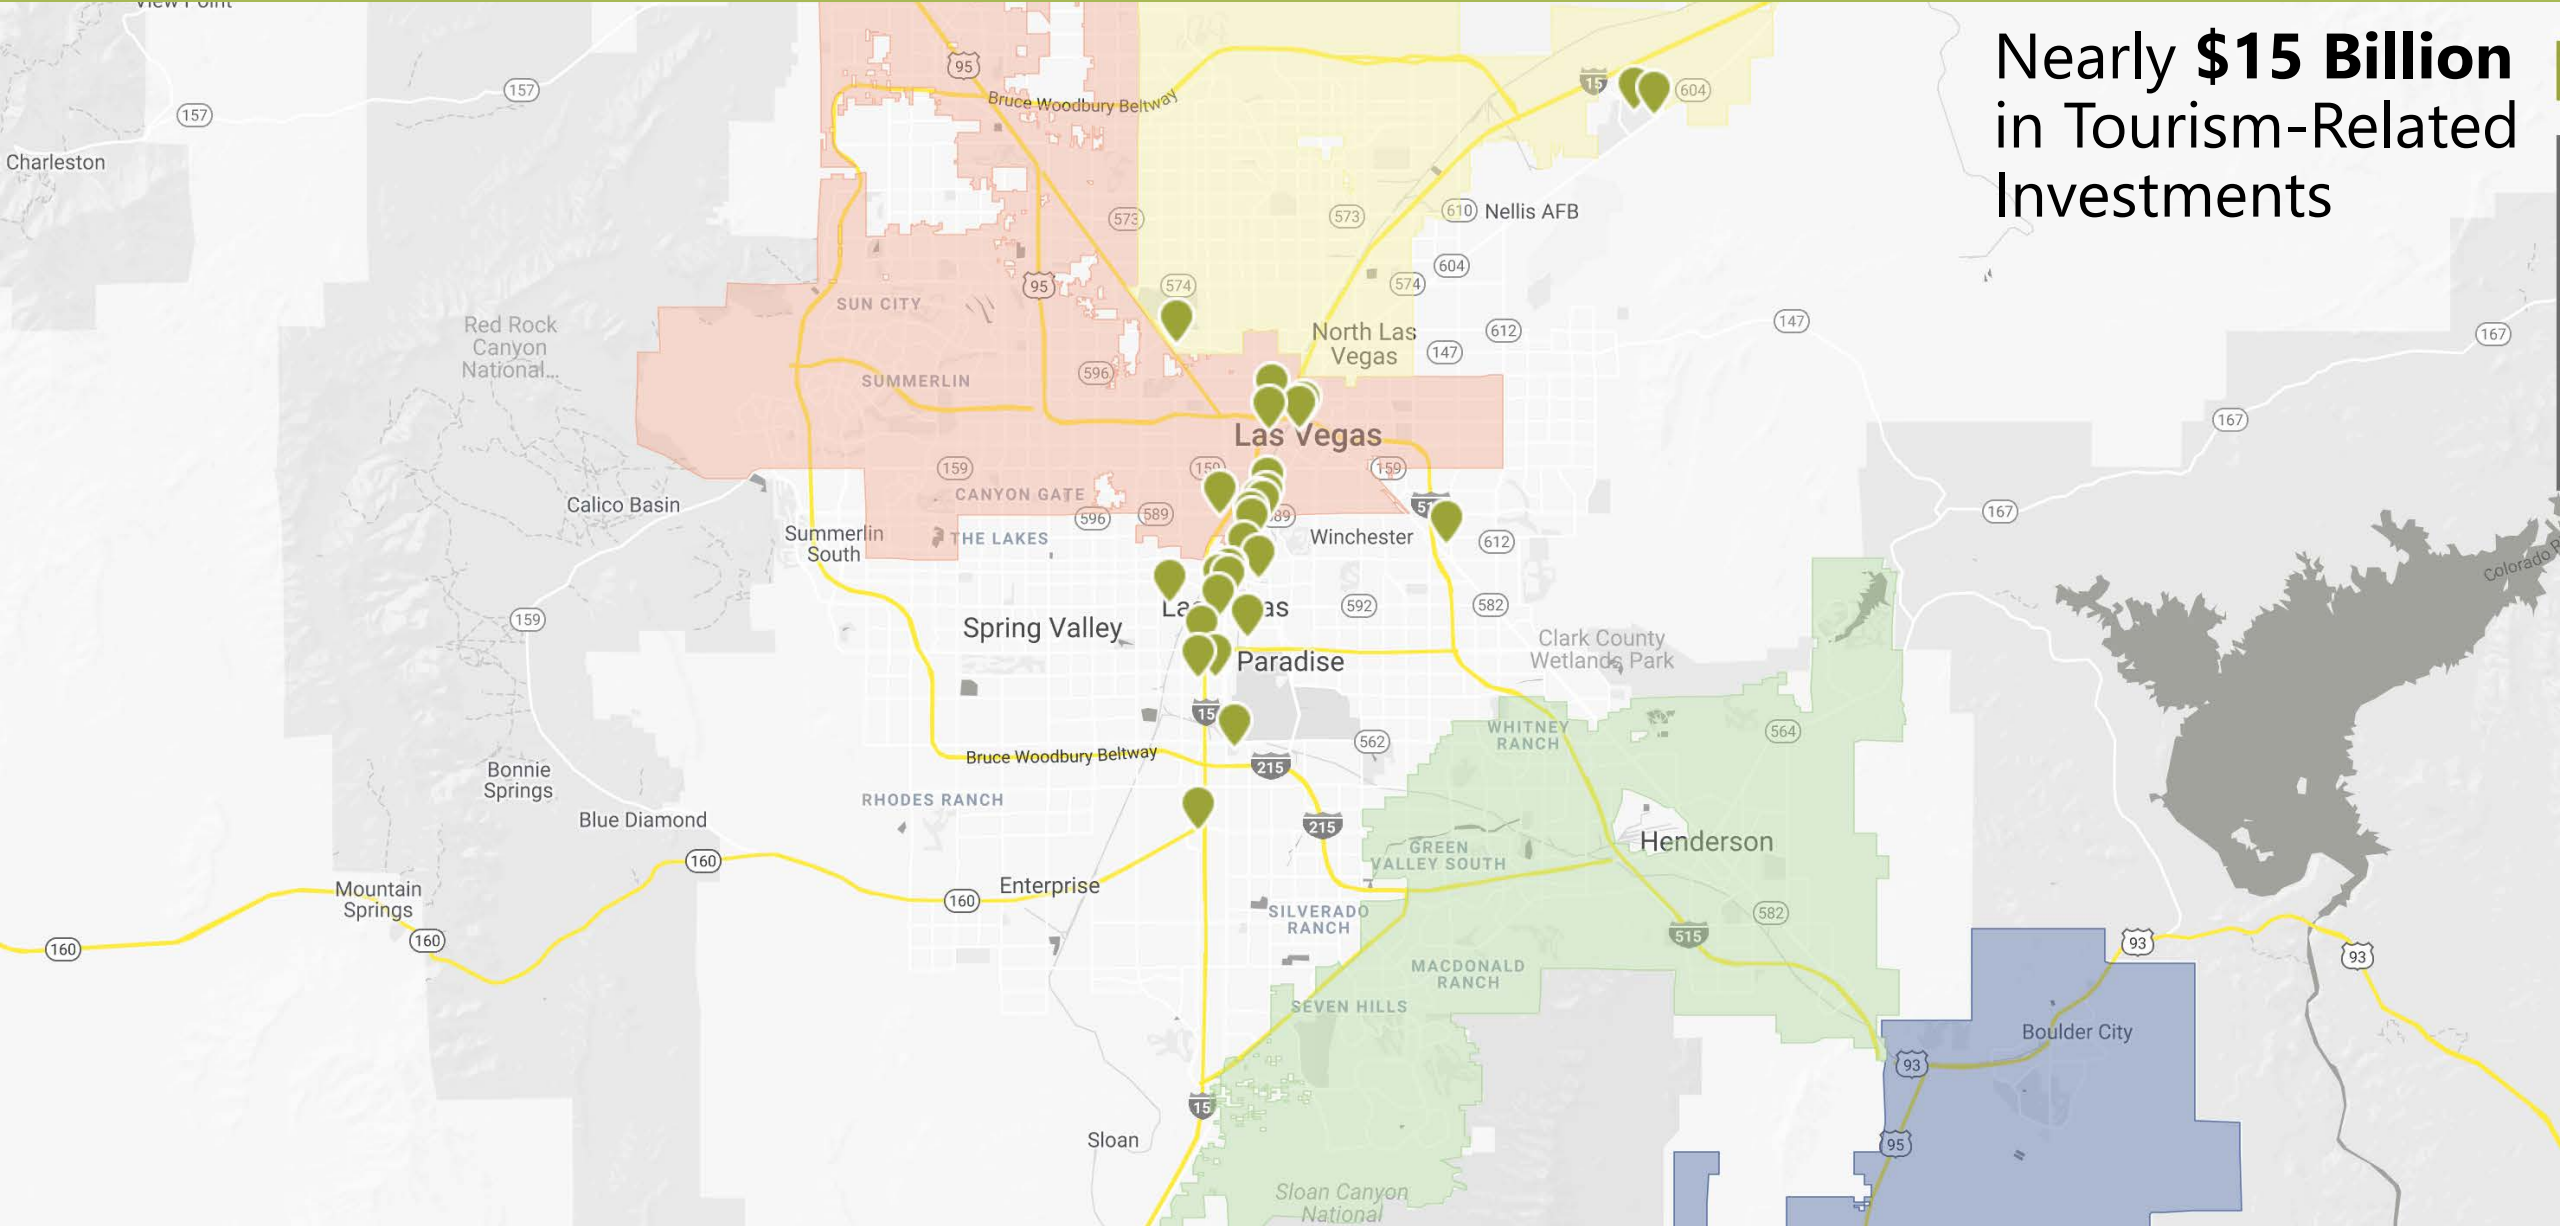 View Point
Nearly $15 Billion
in Tourism-Related
Investments
95
157
15
604
157
Bruce Woodbury Beltway
Charleston
573
573
610
Nellis AFB
604
95
574
574
SUN CITY
147
Red Rock
Canyon
National...
North Las
Vegas
612
167
147
596
SUMMERLIN
167
Las Vegas
159
159
159
CANYON GATE
Calico Basin
596
589
167
Summerlin
South
THE LAKES
Winchester
612
Colorado
159
592
582
Spring Valley
Clark County
Wetlands Park
Paradise
15
WHITNEY
RANCH
564
562
Bruce Woodbury Beltway
215
Bonnie
Springs
RHODES RANCH
Blue Diamond
215
Henderson
GREEN
VALLEY SOUTH
160
Mountain
Springs
Enterprise
160
SILVERADO
RANCH
582
160
160
515
93
93
MACDONALD
RANCH
SEVEN HILLS
Boulder City
93
15
Sloan
95
Sloan Canyon
National